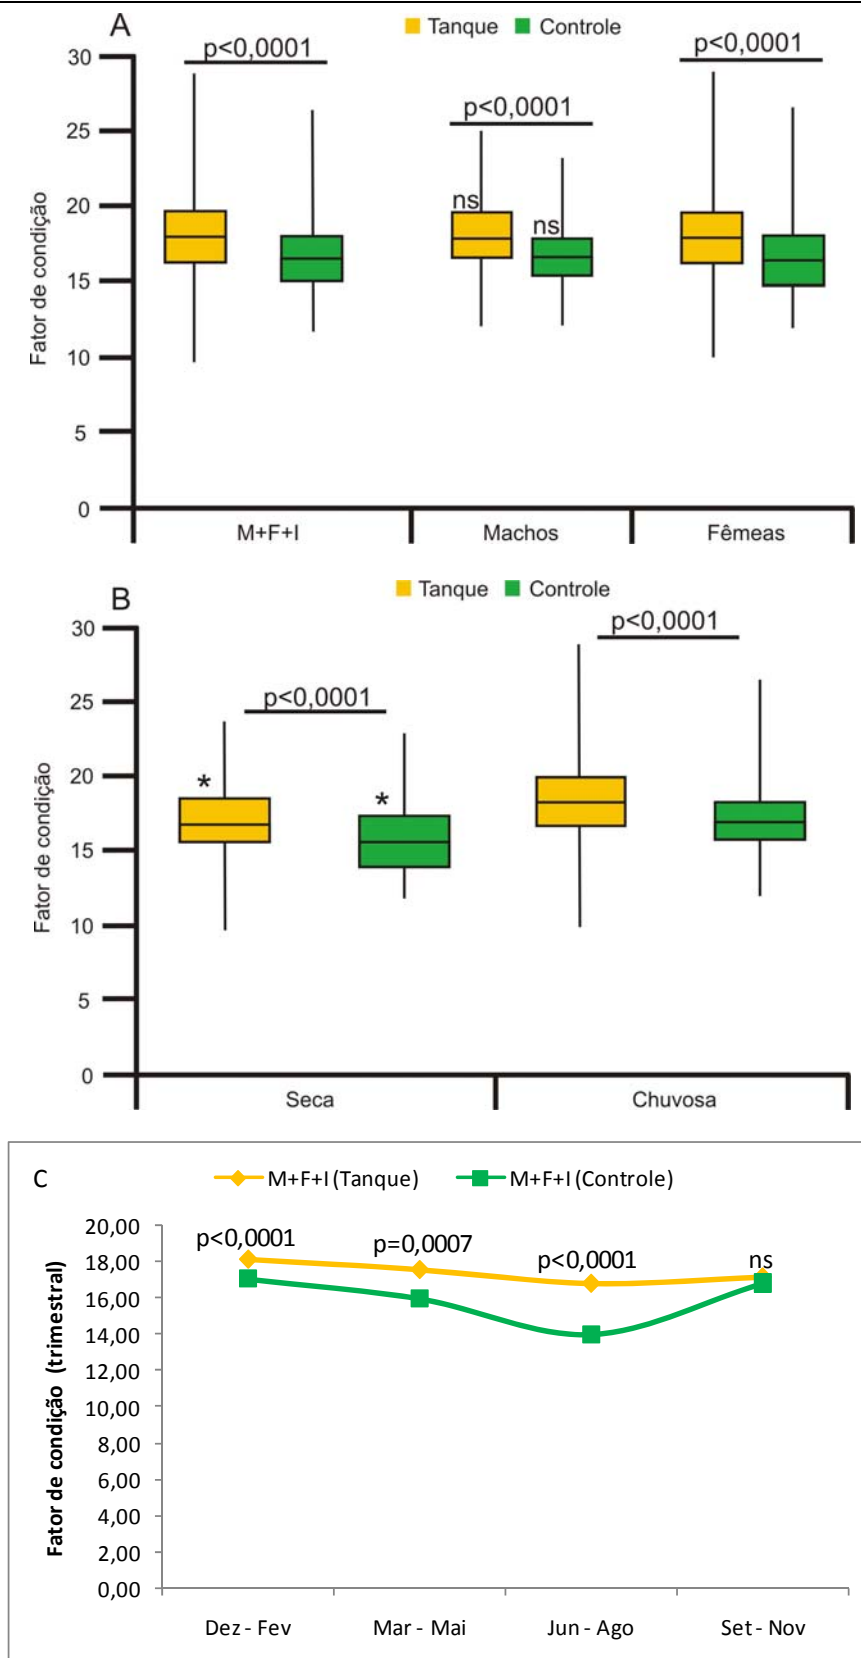 A
Tanque Controle
p<0,0001
p<0,0001
p<0,0001
30
25
20
15
10
5
0
Fator de condição
ns
ns
M+F+I Machos Fêmeas
B
Tanque Controle
p<0,0001
p<0,0001
30
25
20
15
10
5
0
Fator de condição
*
*
Seca Chuvosa
C
M+F+I (Tanque) M+F+I (Controle)
20,00
18,00
16,00
14,00
12,00
10,00
8,00
6,00
4,00
2,00
0,00
Fator de condição (trimestral)
p<0,0001 p=0,0007 p<0,0001 ns
Dez - Fev Mar - Mai Jun - Ago Set - Nov